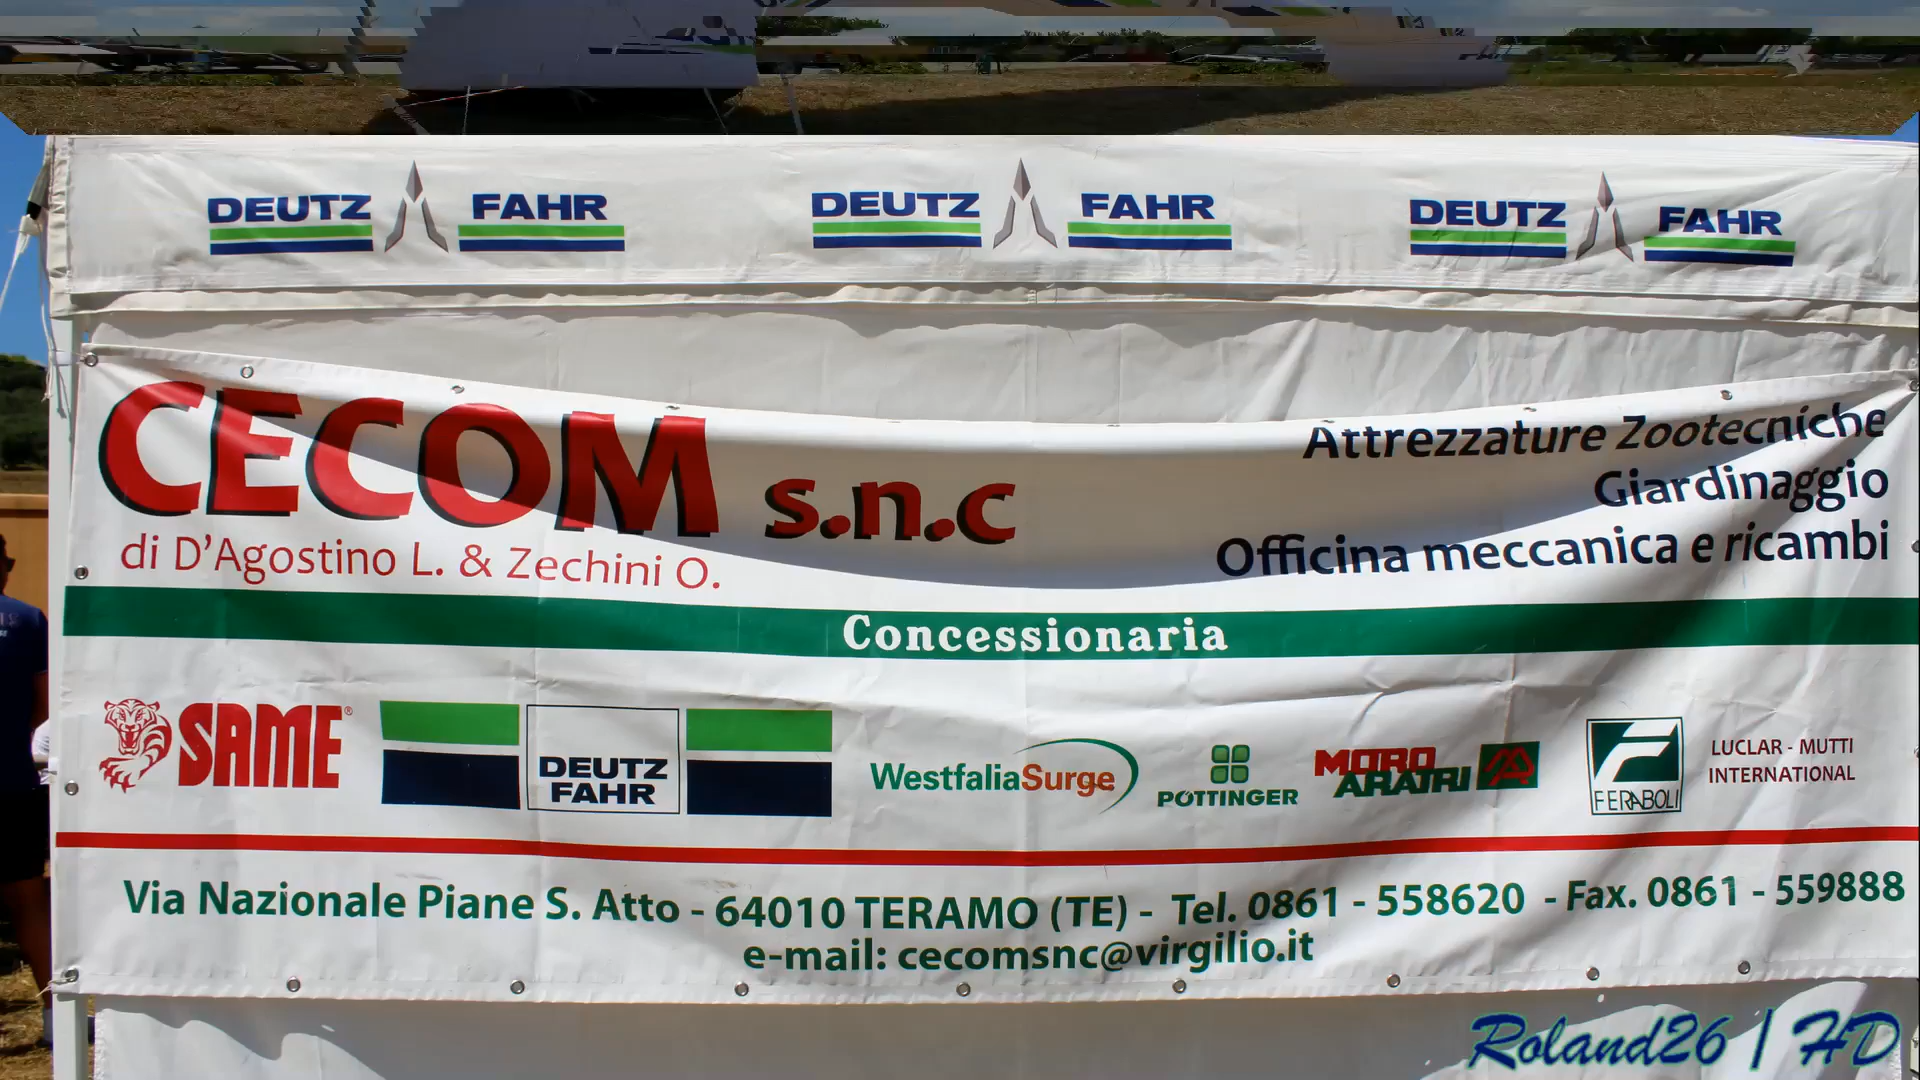 DEUTZ FAHR DEUTZ FAHR DEUTZ FAHR
CECOM s.n.c
di D'Agostino L. & Zechini O.
Attrezzature Zootecniche
Giardinaggio
Officina meccanica e ricambi
Concessionaria
SAME®
DEUTZ
FAHR
WestfaliaSurge
PÖTTINGER
MORO
ARATRI
FERABOLI
LUCLAR - MUTTI
INTERNATIONAL
Via Nazionale Piane S. Atto - 64010 TERAMO (TE) - Tel. 0861 - 558620 - Fax. 0861 - 559888
e-mail: cecomsnc@virgilio.it
Roland26 | HD